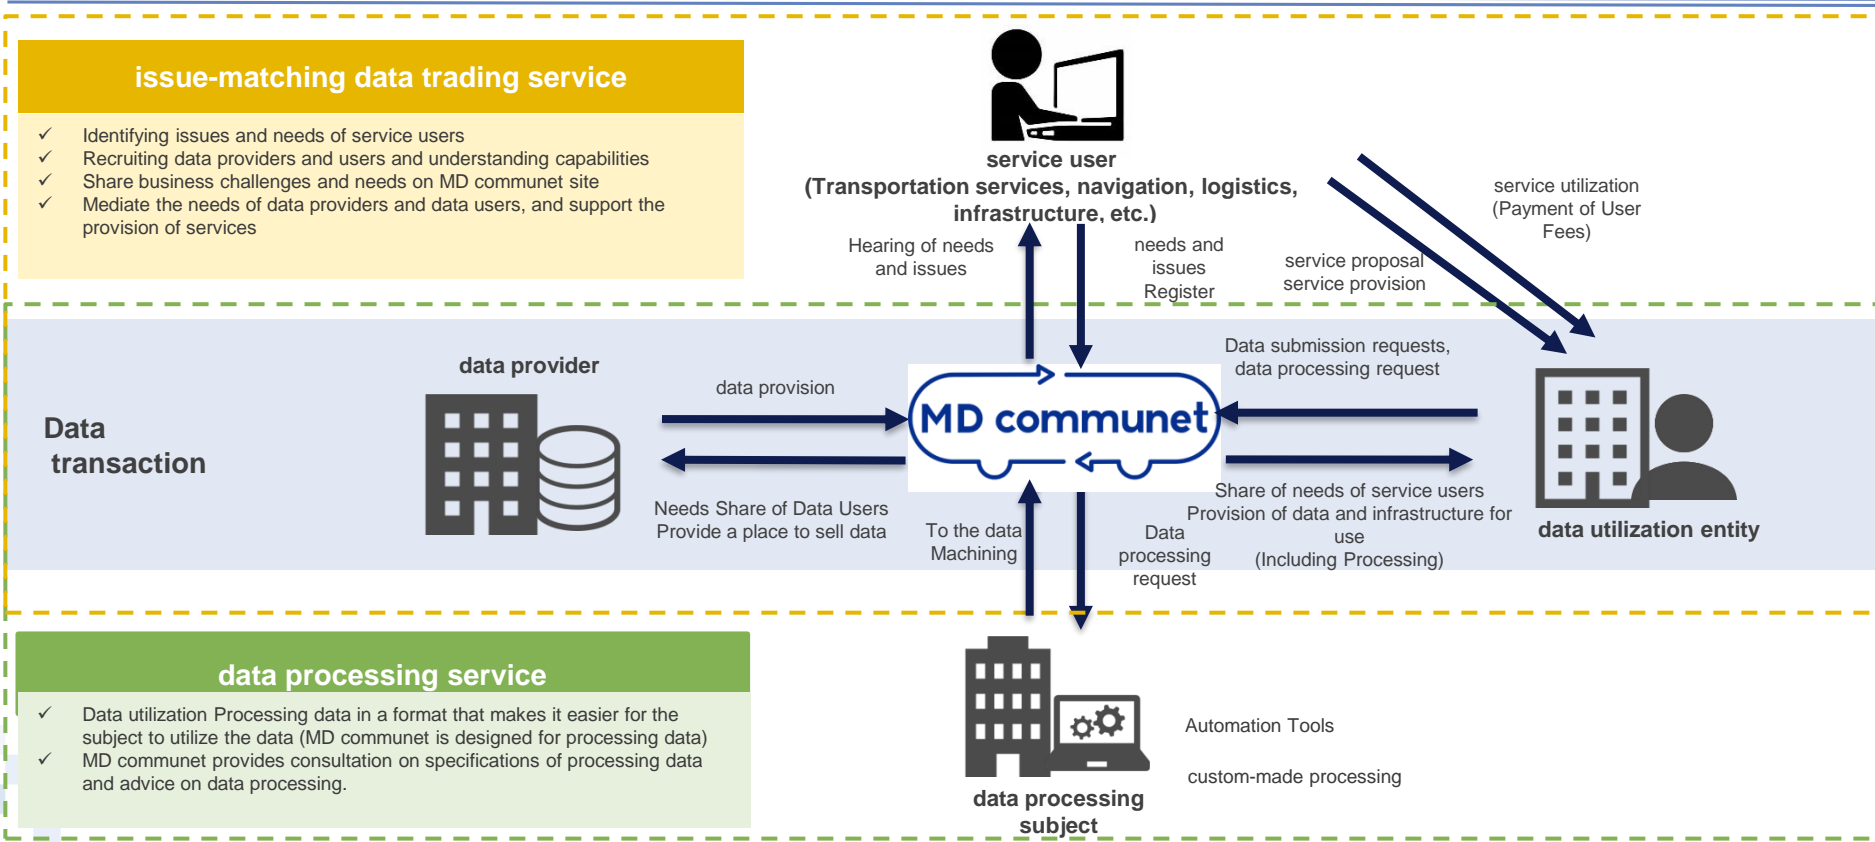 issue-matching data trading service
✓ Identifying issues and needs of service users
✓ Recruiting data providers and users and understanding capabilities
✓ Share business challenges and needs on MD communet site
✓ Mediate the needs of data providers and data users, and support the
provision of services
service user
(Transportation services, navigation, logistics,
infrastructure, etc.)
service utilization
(Payment of User
Fees)
Hearing of needs
and issues
needs and
issues
Register
service proposal
service provision
Data
transaction
data provider
data provision
Needs Share of Data Users
Provide a place to sell data
MD communet
Data submission requests,
data processing request
Share of needs of service users
Provision of data and infrastructure for
use
(Including Processing)
data utilization entity
To the data
Machining
Data
processing
request
data processing service
✓ Data utilization Processing data in a format that makes it easier for the
subject to utilize the data (MD communet is designed for processing data)
✓ MD communet provides consultation on specifications of processing data
and advice on data processing.
data processing
subject
Automation Tools
custom-made processing